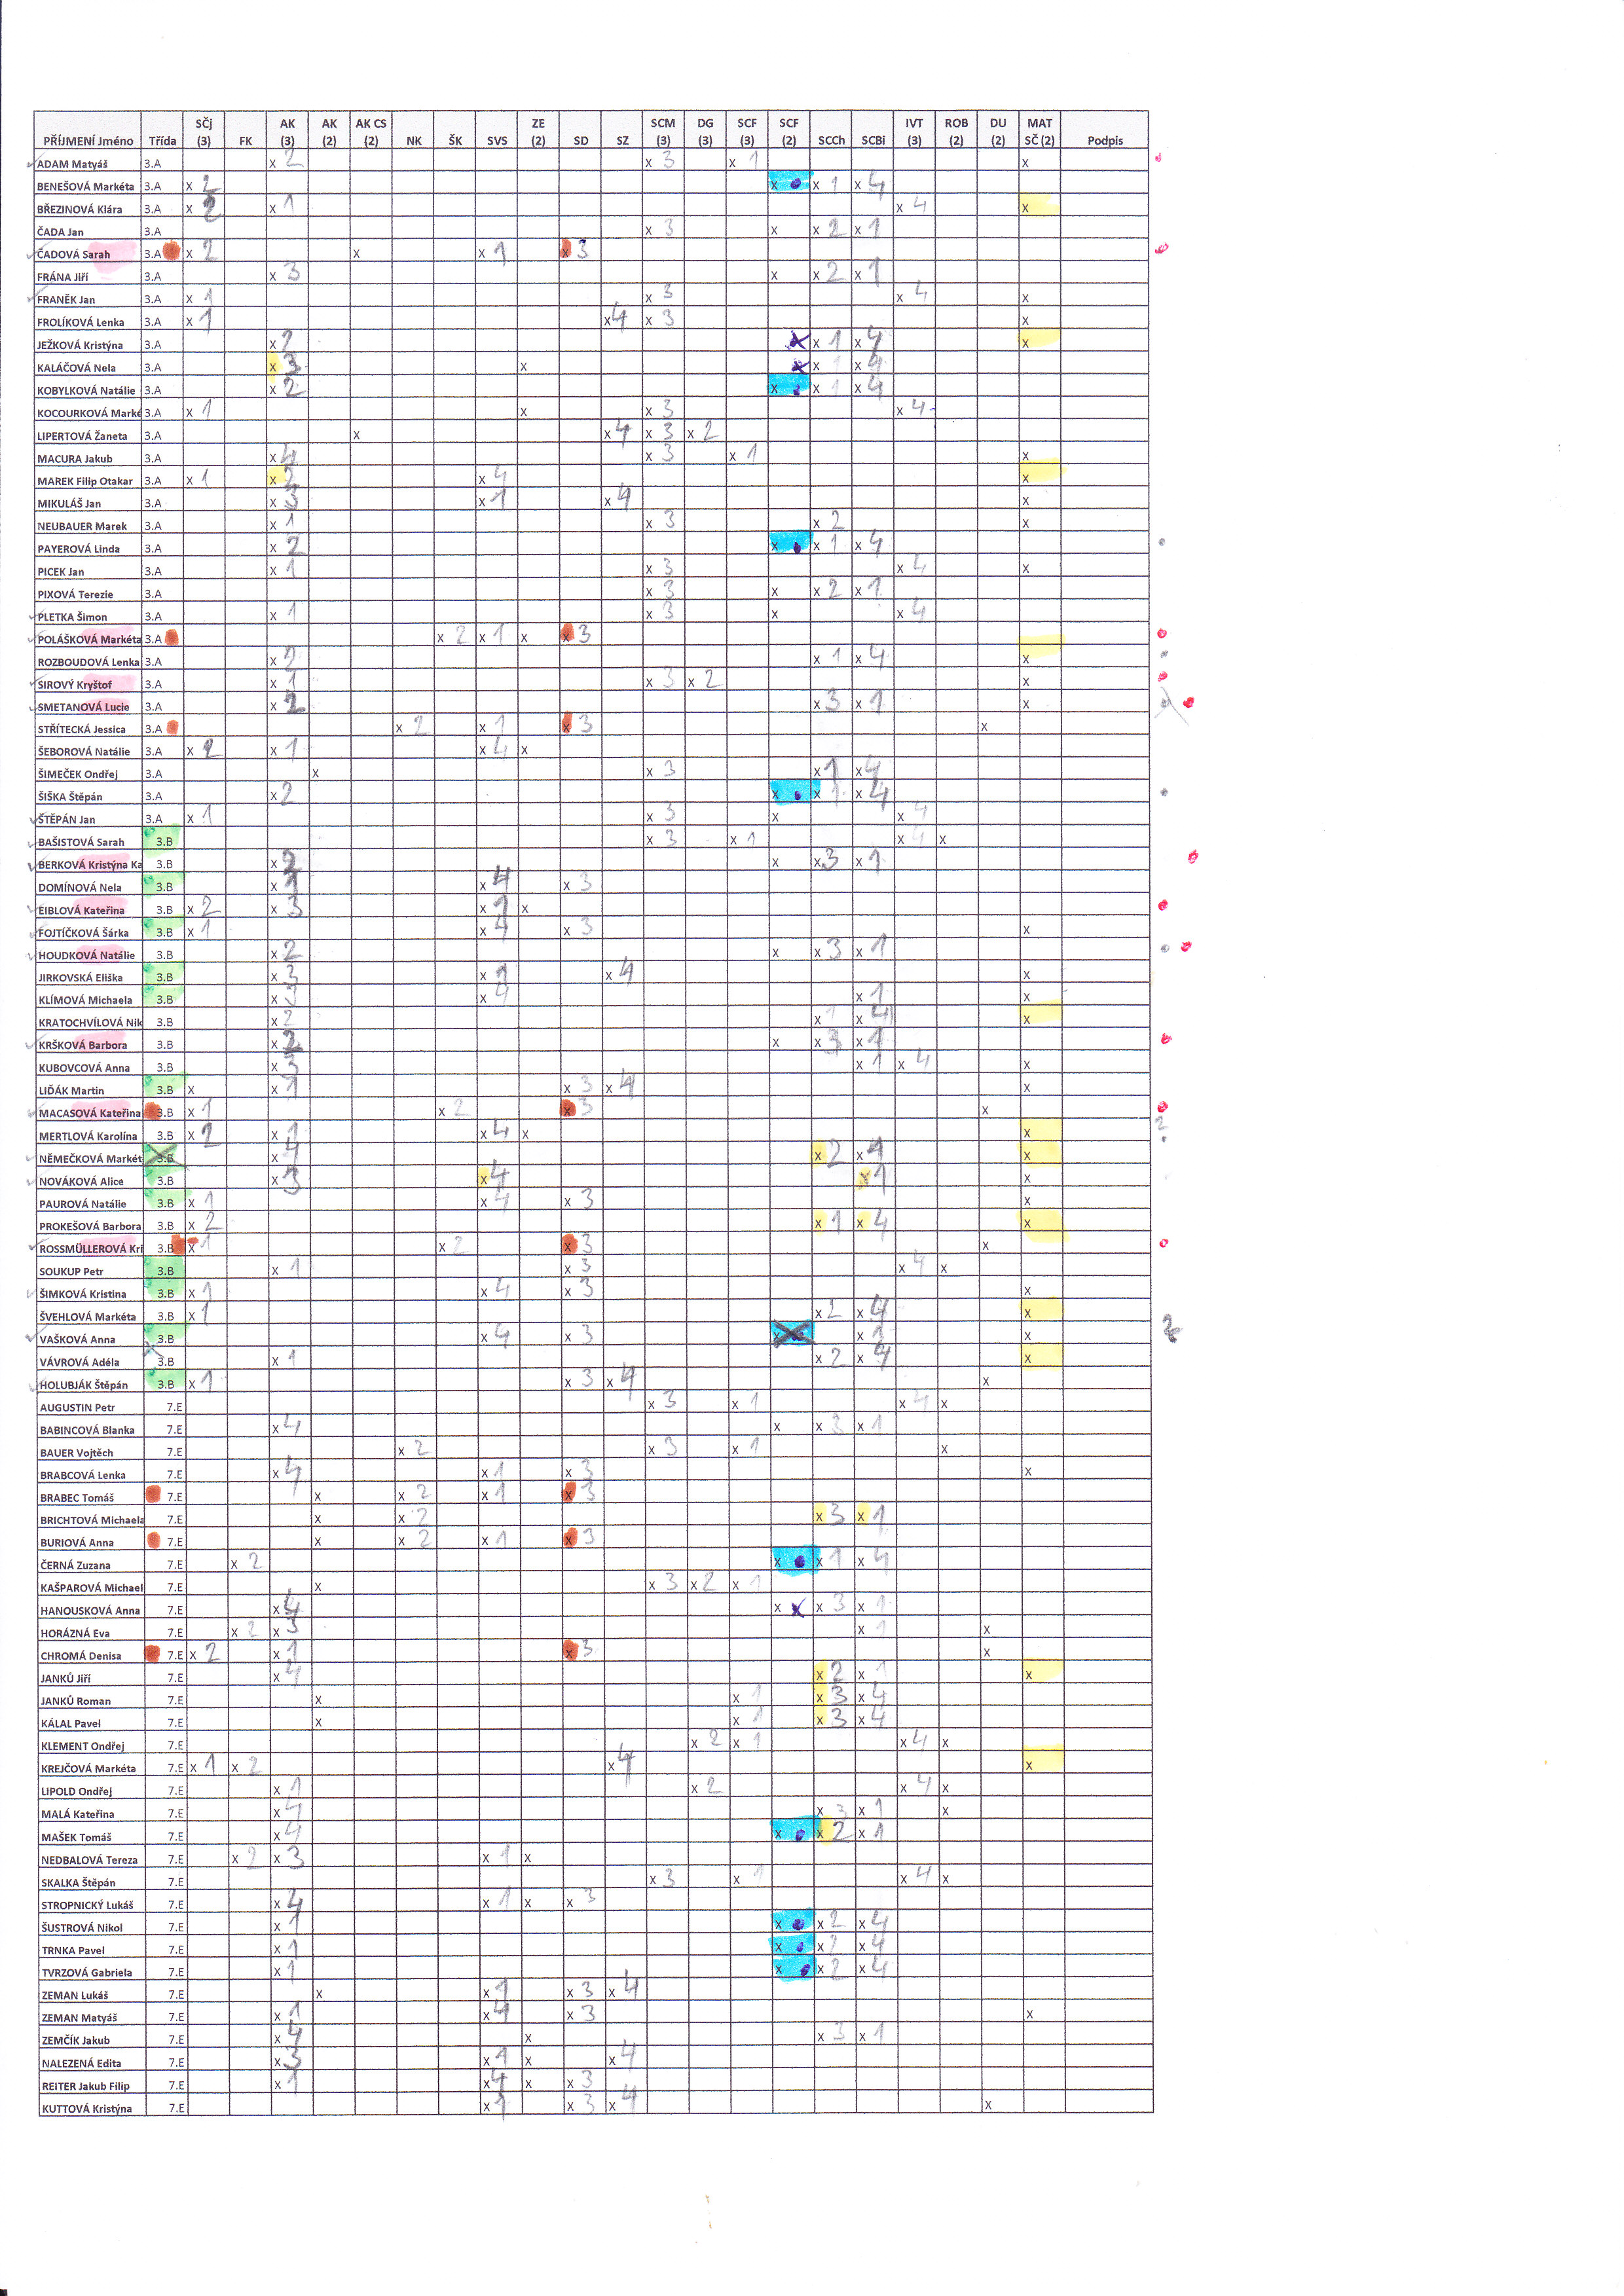 SČj AK AK AK CS ZE SCM DG SCF SCF IVT ROB DU MAT
PŘÍJMENÍ Jméno Třída (3) FK (3) (2) (2) NK ŠK SVS (2) SD SZ (3) (3) (3) (2) SCCh SCBi (3) (2) (2) SČ (2) Podpis
ADAM Matyáš 3.A x 2 x 3 x 1 x
BENEŠOVÁ Markéta 3.A x 2 x x 1 x 4
BŘEZINOVÁ Klára 3.A x 2 x 1 x 4 x
ČADA Jan 3.A x 3 x x 2 x 1
ČADOVÁ Sarah 3.A x 2 x x 1 x 3
FRÁNA Jiří 3.A x 3 x x 2 x 1
FRANĚK Jan 3.A x 1 x 3 x 4 x
FROLÍKOVÁ Lenka 3.A x 1 x 4 x 3 x
JEŽKOVÁ Kristýna 3.A x 2 x x 1 x 4 x
KALÁČOVÁ Nela 3.A x 3 x x x 1 x 4
KOBYLKOVÁ Natálie 3.A x 2 x x 1 x 4
KOCOURKOVÁ Marké 3.A x 1 x x 3 x 4
LIPERTOVÁ Žaneta 3.A x x 4 x 3 x 2
MACURA Jakub 3.A x 4 x 3 x 1 x
MAREK Filip Otakar 3.A x 1 x x 4 x
MIKULÁŠ Jan 3.A x 3 x 1 x 4 x
NEUBAUER Marek 3.A x 1 x 3 x 2 x
PAYEROVÁ Linda 3.A x 2 x x 1 x 4
PICEK Jan 3.A x 1 x 3 x 4 x
PIXOVÁ Terezie 3.A x 3 x x 2 x 1
PLETKA Šimon 3.A x 1 x 3 x x 4
POLÁŠKOVÁ Markéta 3.A x 2 x 1 x x 3
ROZBOUDOVÁ Lenka 3.A x 2 x 1 x 4 x
SIROVÝ Kryštof 3.A x 1 x 3 x 2 x
SMETANOVÁ Lucie 3.A x 2 x 3 x 1 x
STŘÍTECKÁ Jessica 3.A x 2 x 1 x 3 x
ŠEBOROVÁ Natálie 3.A x 2 x 1 x 4 x
ŠIMEČEK Ondřej 3.A x x 3 x 1 x 4
ŠIŠKA Štěpán 3.A x 2 x x 1 x 4
ŠTĚPÁN Jan 3.A x 1 x 3 x x 4
BAŠISTOVÁ Sarah 3.B x 3 x 1 x 4 x
BERKOVÁ Kristýna Ka 3.B x 2 x x 3 x 1
DOMÍNOVÁ Nela 3.B x 1 x 4 x 3
EIBLOVÁ Kateřina 3.B x 2 x 3 x 1 x
FOJTÍČKOVÁ Šárka 3.B x 1 x 4 x 3 x
HOUDKOVÁ Natálie 3.B x 2 x x 3 x 1
JIRKOVSKÁ Eliška 3.B x 3 x 1 x 4 x
KLÍMOVÁ Michaela 3.B x 3 x 4 x 1 x
KRATOCHVÍLOVÁ Nik 3.B x 2 x 1 x 4 x
KRŠKOVÁ Barbora 3.B x 2 x x 3 x 1
KUBOVCOVÁ Anna 3.B x 3 x 1 x 4 x
LIĎÁK Martin 3.B x x 1 x 3 x 4 x
MACASOVÁ Kateřina 3.B x 1 x 2 x 3 x
MERTLOVÁ Karolína 3.B x 2 x 1 x 4 x x 2
NĚMEČKOVÁ Markét 3.B x 4 x 2 x 1 x
NOVÁKOVÁ Alice 3.B x 3 x 4 x 1 x
PAUROVÁ Natálie 3.B x 1 x 4 x 3 x
PROKEŠOVÁ Barbora 3.B x 2 x 1 x 4 x
ROSSMÜLLEROVÁ Kri 3.B x 1 x 2 x 3 x
SOUKUP Petr 3.B x 1 x 3 x 4 x
ŠIMKOVÁ Kristina 3.B x 1 x 4 x 3 x
ŠVEHLOVÁ Markéta 3.B x 1 x 2 x 4 x
VAŠKOVÁ Anna 3.B x 4 x 3 x x 1 x
VÁVROVÁ Adéla 3.B x 1 x 2 x 4 x
HOLUBJÁK Štěpán 3.B x 1 x 3 x 4 x
AUGUSTIN Petr 7.E x 3 x 1 x 4 x
BABINCOVÁ Blanka 7.E x 4 x x 3 x 1
BAUER Vojtěch 7.E x 2 x 3 x 1 x
BRABCOVÁ Lenka 7.E x 4 x 1 x 3 x
BRABEC Tomáš 7.E x x 2 x 1 x 3
BRICHTOVÁ Michaela 7.E x x 2 x 3 x 1
BURIOVÁ Anna 7.E x x 2 x 1 x 3
ČERNÁ Zuzana 7.E x 2 x x 1 x 4
KAŠPAROVÁ Michael 7.E x x 3 x 2 x 1
HANOUSKOVÁ Anna 7.E x 4 x x x 3 x 1
HORÁZNÁ Eva 7.E x 2 x 3 x 1 x
CHROMÁ Denisa 7.E x 2 x 1 x 3 x
JANKŮ Jiří 7.E x 4 x 2 x 1 x
JANKŮ Roman 7.E x x 1 x 3 x 4
KÁLAL Pavel 7.E x x 1 x 3 x 4
KLEMENT Ondřej 7.E x 2 x 1 x 4 x
KREJČOVÁ Markéta 7.E x 1 x 2 x 4 x
LIPOLD Ondřej 7.E x 1 x 2 x 4 x
MALÁ Kateřina 7.E x 4 x 3 x 1 x
MAŠEK Tomáš 7.E x 4 x x 2 x 1
NEDBALOVÁ Tereza 7.E x 2 x 3 x 1 x
SKALKA Štěpán 7.E x 3 x 1 x 4 x
STROPNICKÝ Lukáš 7.E x 4 x 1 x x 3
ŠUSTROVÁ Nikol 7.E x 1 x x 2 x 4
TRNKA Pavel 7.E x 1 x x 2 x 4
TVRZOVÁ Gabriela 7.E x 1 x x 2 x 4
ZEMAN Lukáš 7.E x x 1 x 3 x 4
ZEMAN Matyáš 7.E x 1 x 4 x 3 x
ZEMČÍK Jakub 7.E x 4 x x 3 x 1
NALEZENÁ Edita 7.E x 3 x 1 x x 4
REITER Jakub Filip 7.E x 1 x 4 x x 3
KUTTOVÁ Kristýna 7.E x 1 x 3 x 4 x